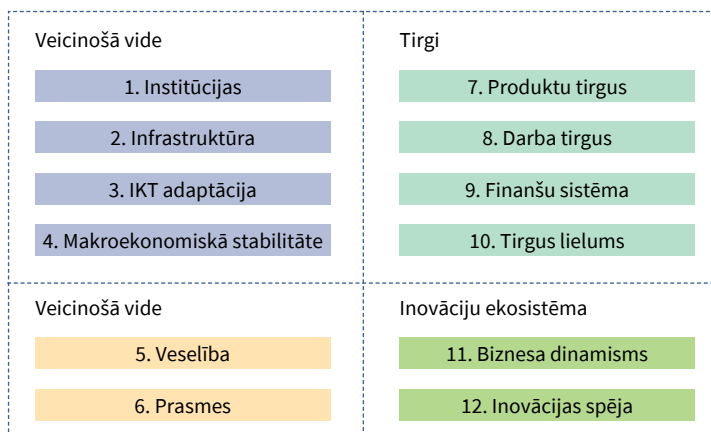 Veicinošā vide
1. Institūcijas
2. Infrastruktūra
3. IKT adaptācija
4. Makroekonomiskā stabilitāte
Tirgi
7. Produktu tirgus
8. Darba tirgus
9. Finanšu sistēma
10. Tirgus lielums
Veicinošā vide
5. Veselība
6. Prasmes
Inovāciju ekosistēma
11. Biznesa dinamisms
12. Inovācijas spēja